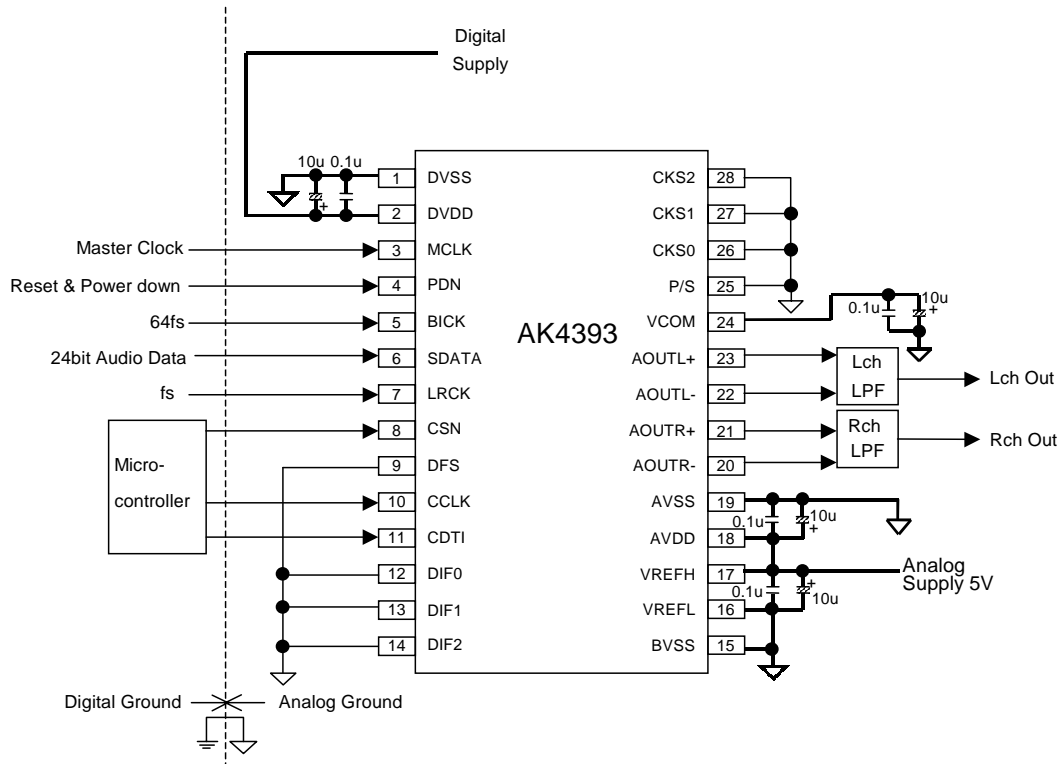 Digital
Supply
10u 0.1u
+
1 DVSS CKS2 28
2 DVDD CKS1 27
Master Clock 3 MCLK CKS0 26
Reset & Power down 4 PDN P/S 25
64fs 5 BICK VCOM 24
0.1u 10u
+
AK4393
24bit Audio Data 6 SDATA AOUTL+ 23
fs 7 LRCK AOUTL- 22
Lch
LPF
Lch Out
8 CSN AOUTR+ 21
9 DFS AOUTR- 20
Rch
LPF
Rch Out
Micro-
controller
10 CCLK AVSS 19
0.1u 10u
+
11 CDTI AVDD 18
12 DIF0 VREFH 17
Analog
Supply 5V
0.1u 10u
+
13 DIF1 VREFL 16
14 DIF2 BVSS 15
Digital Ground Analog Ground